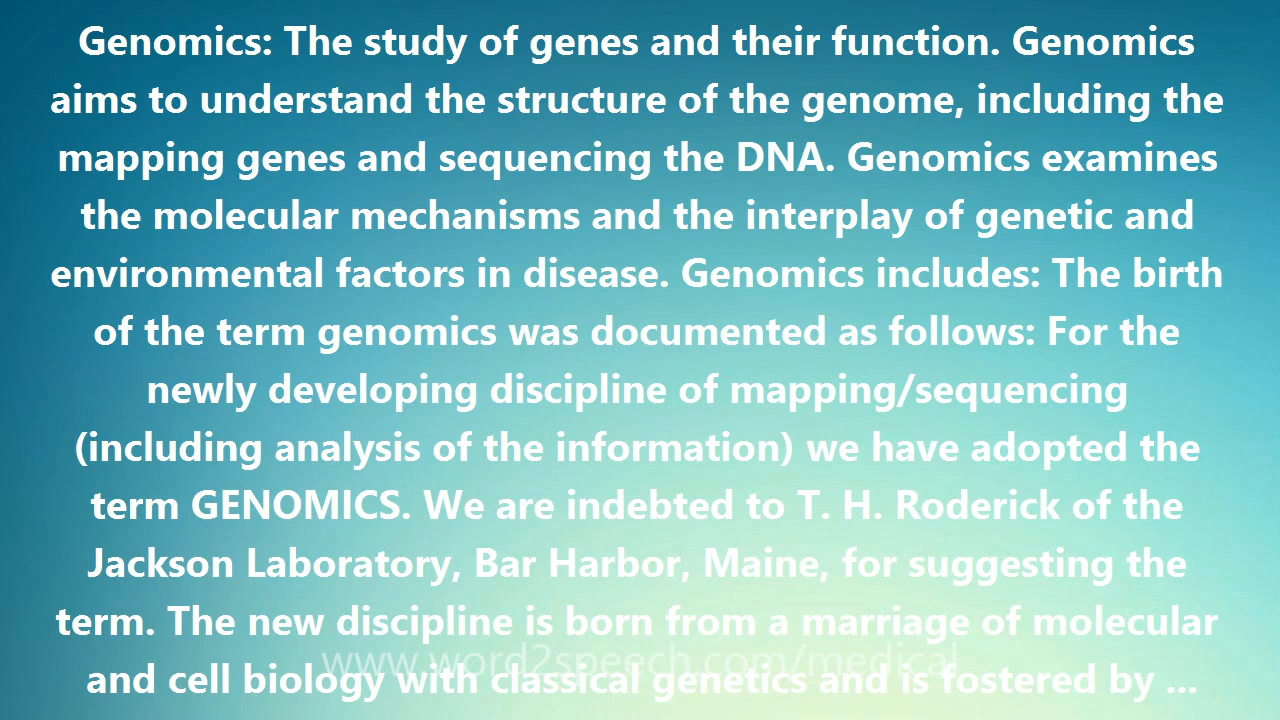 Genomics: The study of genes and their function. Genomics
aims to understand the structure of the genome, including the
mapping genes and sequencing the DNA. Genomics examines
the molecular mechanisms and the interplay of genetic and
environmental factors in disease. Genomics includes: The birth
of the term genomics was documented as follows: For the
newly developing discipline of mapping/sequencing
(including analysis of the information) we have adopted the
term GENOMICS. We are indebted to T. H. Roderick of the
Jackson Laboratory, Bar Harbor, Maine, for suggesting the
term. The new discipline is born from a marriage of molecular
www.word2speech.com/medical
and cell biology with classical genetics and is fostered by ...